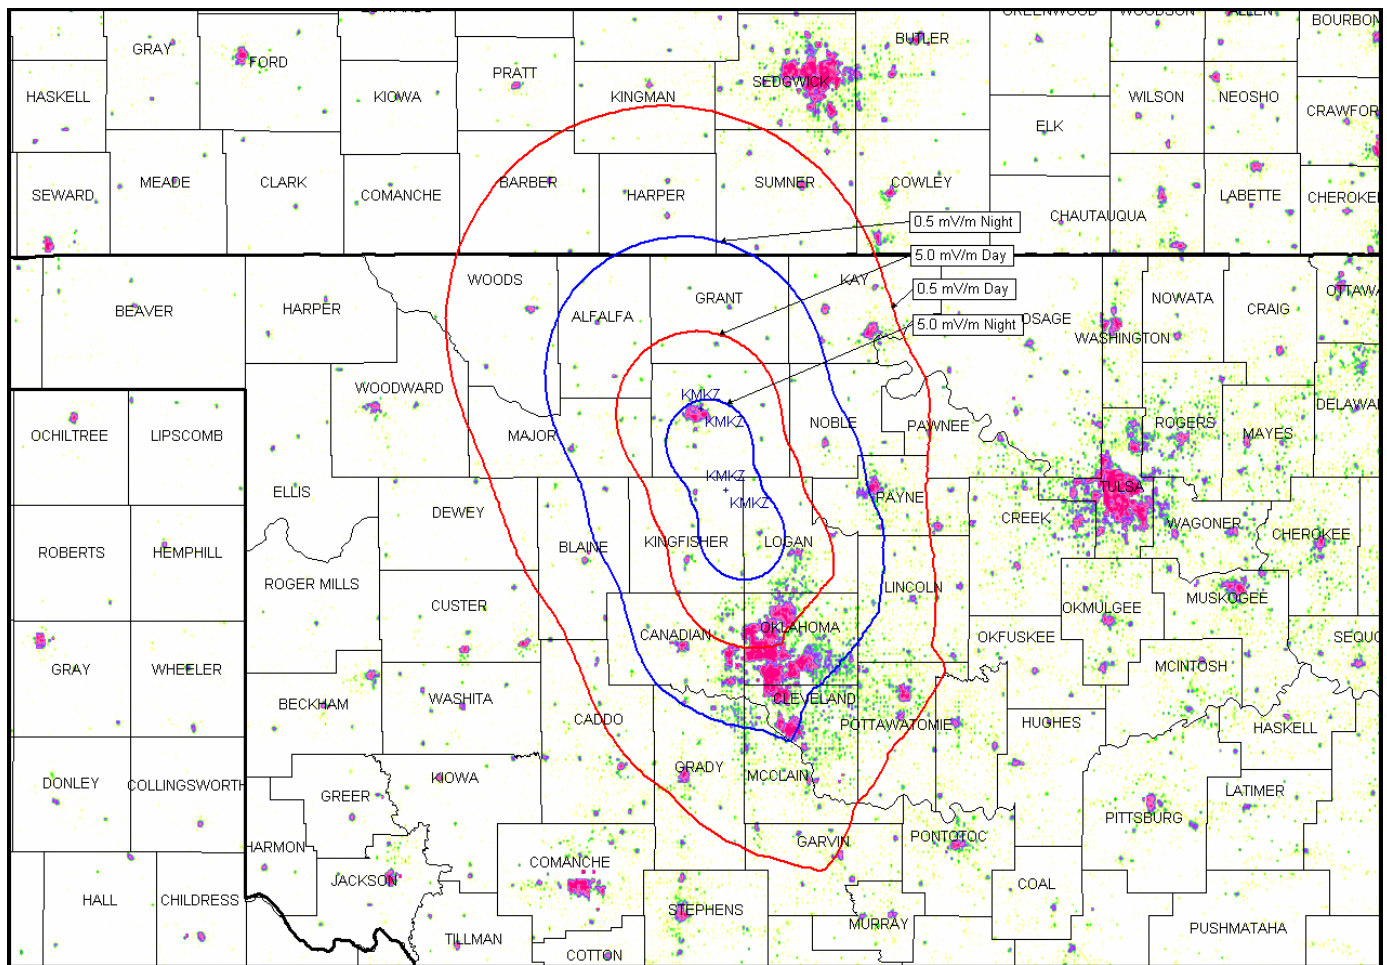 GREENWOOD
WOODSON
ALLEN
BOURBON
GRAY
FORD
BUTLER
PRATT
SEDGWICK
HASKELL
KIOWA
KINGMAN
WILSON
NEOSHO
CRAWFOR
ELK
SEWARD
MEADE
CLARK
COMANCHE
BARBER
HARPER
SUMNER
COWLEY
CHAUTAUQUA
LABETTE
CHEROKEE
0.5 mV/m Night
5.0 mV/m Day
0.5 mV/m Day
5.0 mV/m Night
BEAVER
HARPER
WOODS
ALFALFA
GRANT
KAY
OSAGE
WASHINGTON
NOWATA
CRAIG
OTTAWA
WOODWARD
MAJOR
KMKZ
KMKZ
NOBLE
PAWNEE
ROGERS
MAYES
DELAWA
OCHILTREE
LIPSCOMB
ELLIS
DEWEY
KMKZ
KMKZ
PAYNE
CREEK
TULSA
WAGONER
CHEROKEE
ROBERTS
HEMPHILL
ROGER MILLS
BLAINE
KINGFISHER
LOGAN
LINCOLN
CUSTER
OKMULGEE
MUSKOGEE
CANADIAN
OKLAHOMA
OKFUSKEE
SEQUO
GRAY
WHEELER
MCINTOSH
BECKHAM
WASHITA
CADDO
CLEVELAND
POTTAWATOMIE
HUGHES
HASKELL
DONLEY
COLLINGSWORTH
GREER
KIOWA
GRADY
MCCLAIN
LATIMER
PITTSBURG
HARMON
JACKSON
COMANCHE
GARVIN
PONTOTOC
COAL
HALL
CHILDRESS
TILLMAN
STEPHENS
MURRAY
PUSHMATAHA
COTTON